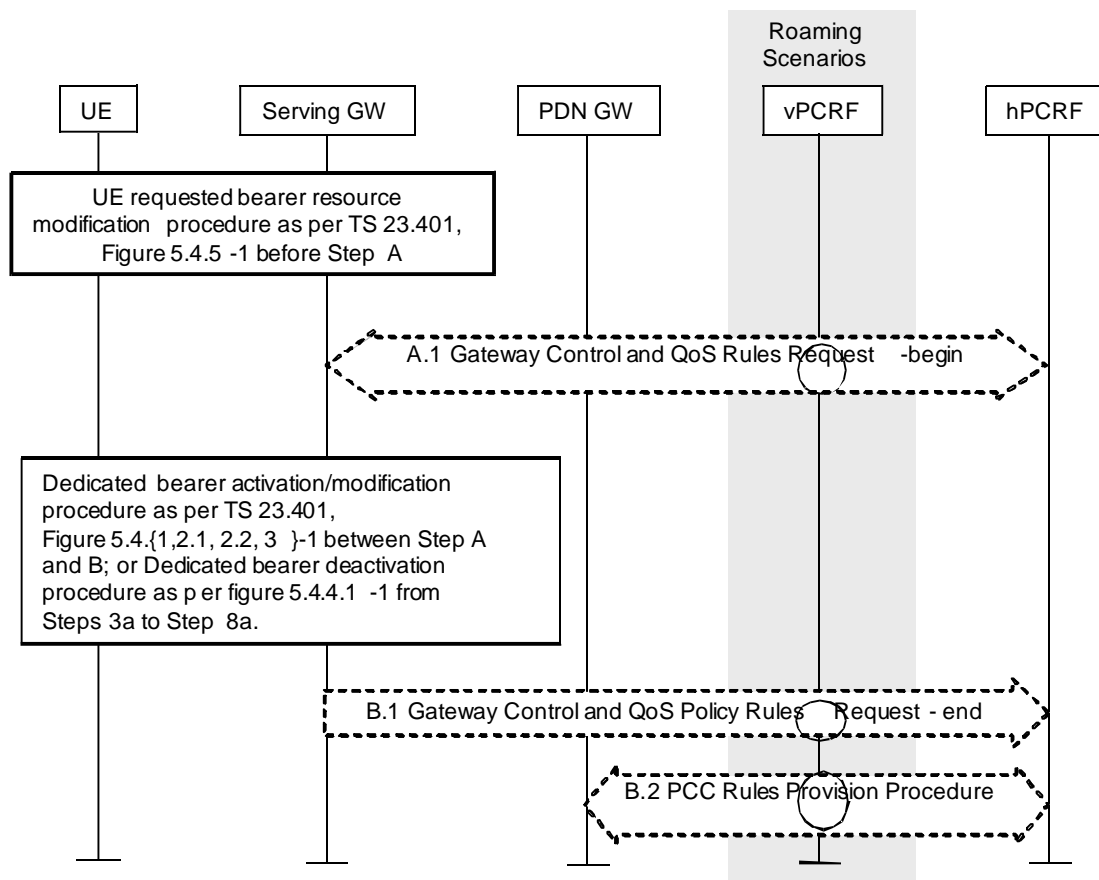 Roaming
Scenarios
UE
Serving GW
PDN GW
vPCRF
hPCRF
UE requested bearer resource
modification procedure as per TS 23.401,
Figure 5.4.5 -1 before Step A
A.1 Gateway Control and QoS Rules Request -begin
Dedicated bearer activation/modification
procedure as per TS 23.401,
Figure 5.4.{1,2.1, 2.2, 3 }-1 between Step A
and B; or Dedicated bearer deactivation
procedure as p er figure 5.4.4.1 -1 from
Steps 3a to Step 8a.
B.1 Gateway Control and QoS Policy Rules Request - end
B.2 PCC Rules Provision Procedure